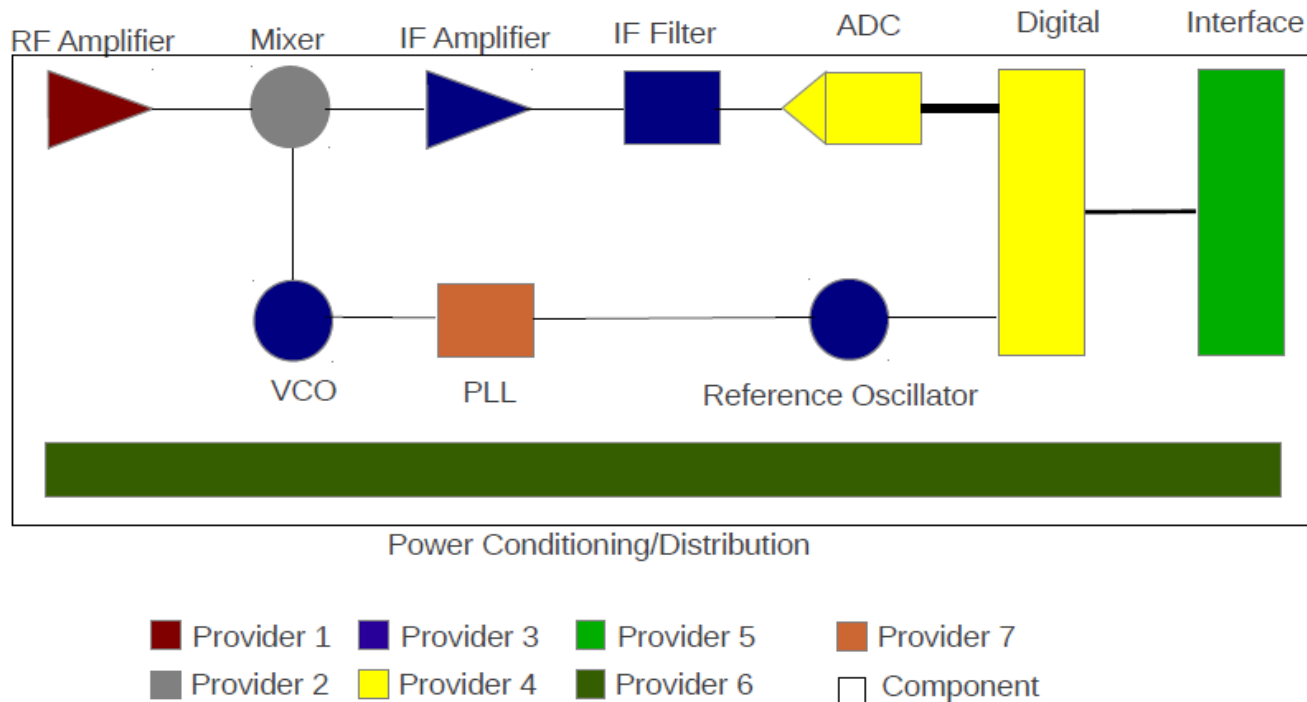 RF Amplifier
Mixer
IF Amplifier
IF Filter
ADC
Digital
Interface
VCO
PLL
Reference Oscillator
Power Conditioning/Distribution
Provider 1
Provider 3
Provider 5
Provider 7
Provider 2
Provider 4
Provider 6
Component